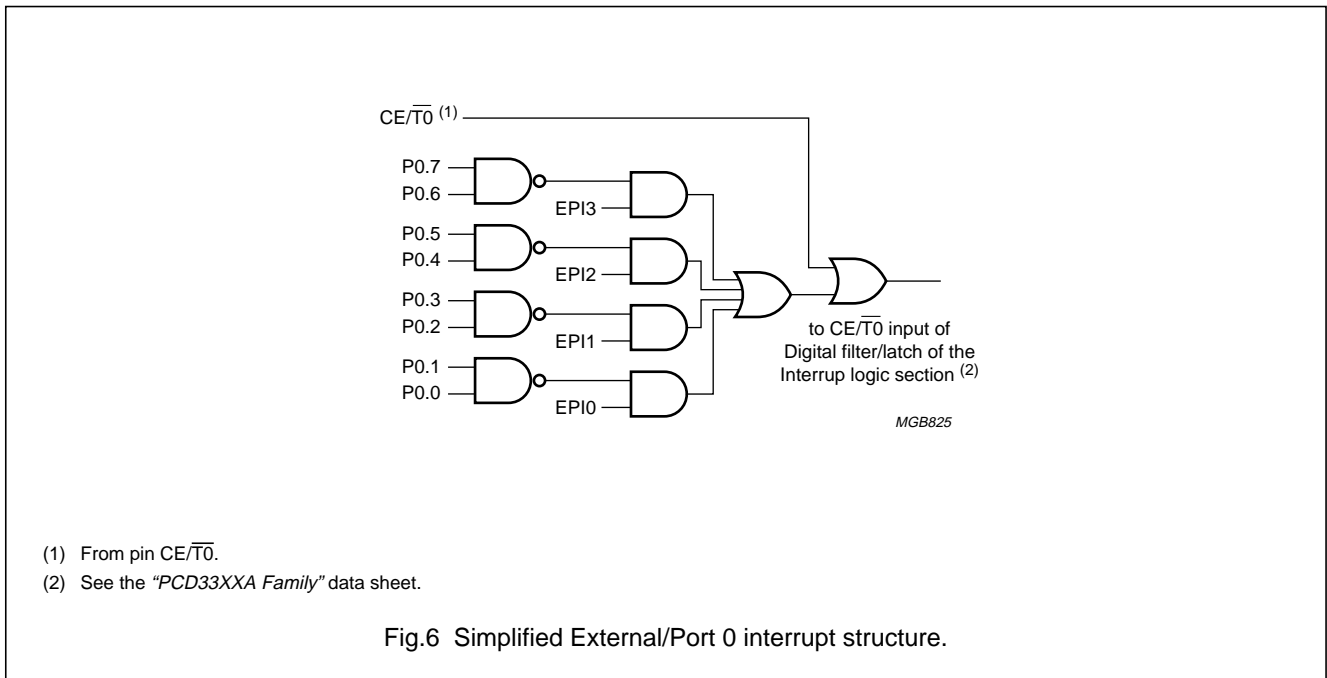 CE/T0 (1)
P0.7
P0.6
EPI3
P0.5
P0.4
EPI2
P0.3
P0.2
EPI1
P0.1
P0.0
EPI0
to CE/T0 input of
Digital filter/latch of the
Interrup logic section (2)
MGB825
(1) From pin CE/T0.
(2) See the “PCD33XXA Family” data sheet.
Fig.6 Simplified External/Port 0 interrupt structure.